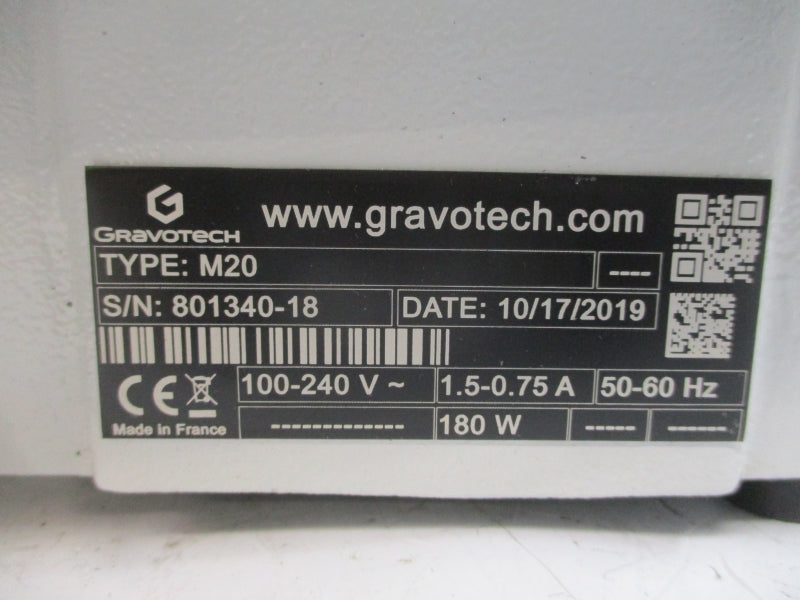 GRAVOTECH
www.gravotech.com
TYPE: M20
----
S/N: 801340-18
DATE: 10/17/2019
CE
100-240 V ~
1.5-0.75 A
50-60 Hz
Made in France
-------------
180 W
-----
------